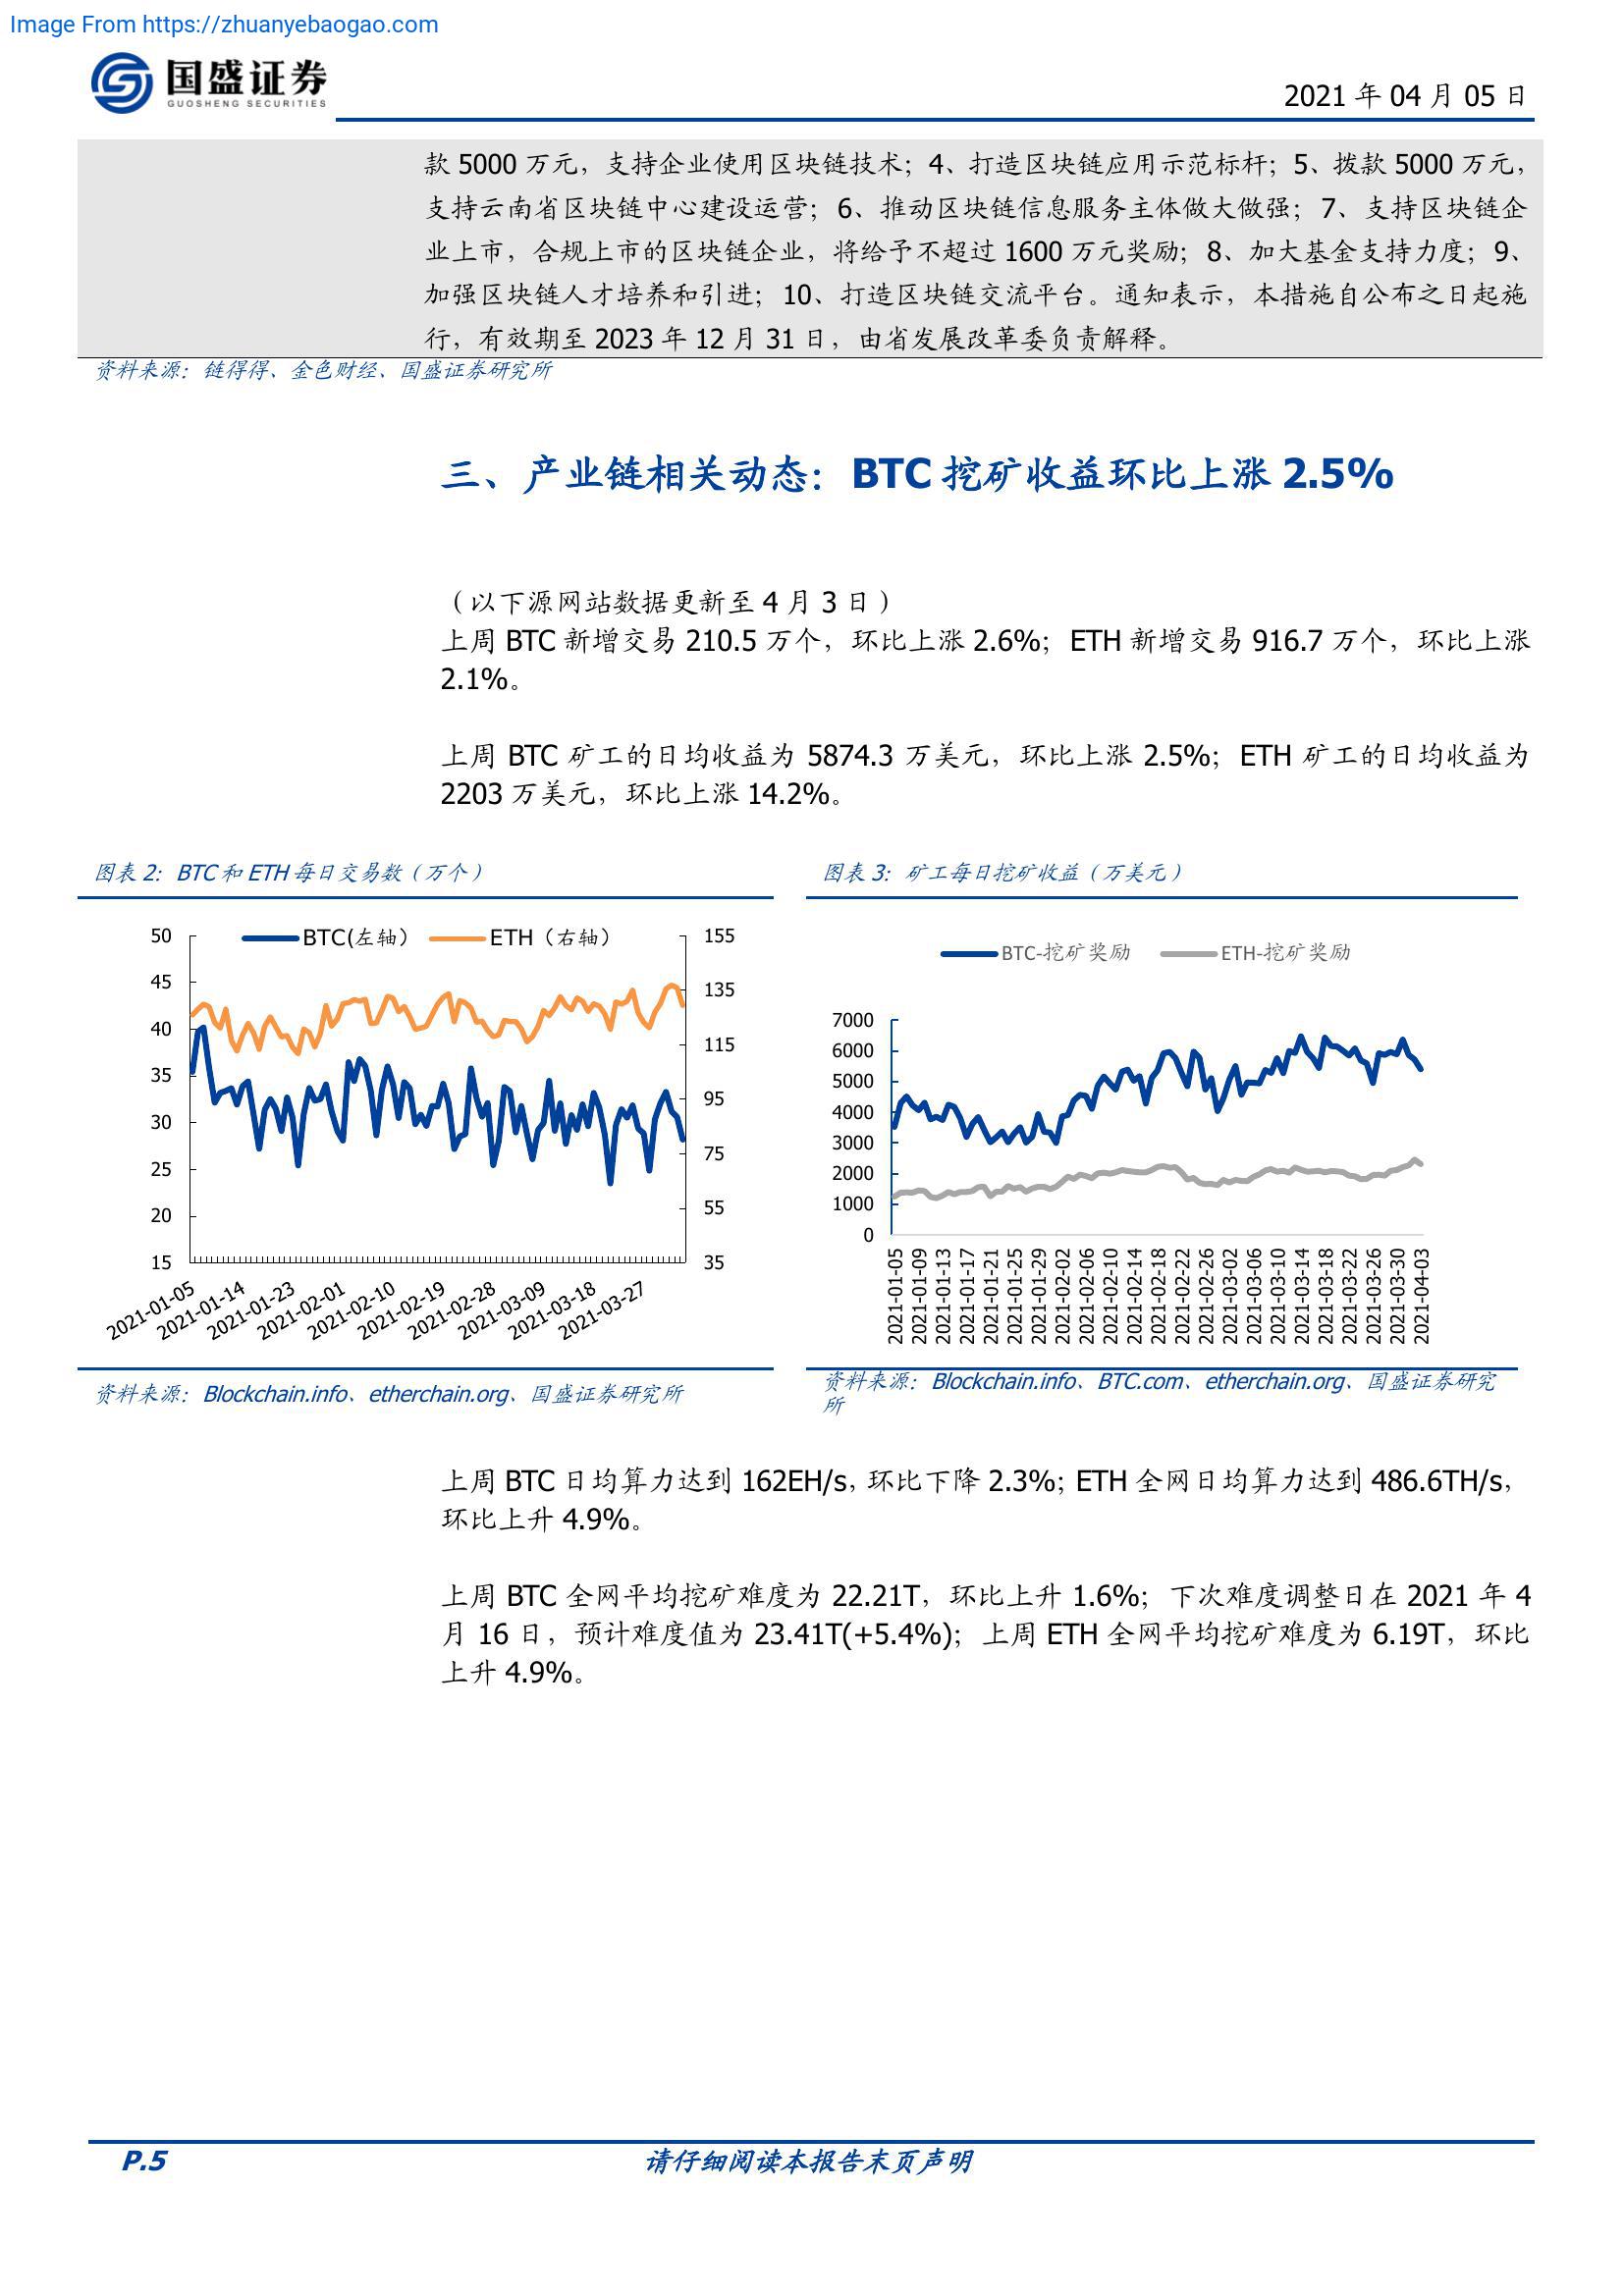 Image From https://zhuanyebaogao.com
国盛证券
GUOSHENG SECURITIES
2021 年 04 月 05 日
款 5000 万元，支持企业使用区块链技术；4、打造区块链应用示范标杆；5、拨款 5000 万元，
支持云南省区块链中心建设运营；6、推动区块链信息服务主体做大做强；7、支持区块链企
业上市，合规上市的区块链企业，将给予不超过 1600 万元奖励；8、加大基金支持力度；9、
加强区块链人才培养和引进；10、打造区块链交流平台。通知表示，本措施自公布之日起施
行，有效期至 2023 年 12 月 31 日，由省发展改革委负责解释。
资料来源：链得得、金色财经、国盛证券研究所
三、产业链相关动态：BTC 挖矿收益环比上涨 2.5%
（以下源网站数据更新至 4 月 3 日）
上周 BTC 新增交易 210.5 万个，环比上涨 2.6%；ETH 新增交易 916.7 万个，环比上涨
2.1%。
上周 BTC 矿工的日均收益为 5874.3 万美元，环比上涨 2.5%；ETH 矿工的日均收益为
2203 万美元，环比上涨 14.2%。
图表 2：BTC 和 ETH 每日交易数（万个）
BTC(左轴） ETH（右轴）
50
45
40
35
30
25
20
15
155
135
115
95
75
55
35
2021-01-05
2021-01-14
2021-01-23
2021-02-01
2021-02-10
2021-02-19
2021-02-28
2021-03-09
2021-03-18
2021-03-27
资料来源：Blockchain.info、etherchain.org、国盛证券研究所
图表 3：矿工每日挖矿收益（万美元）
BTC-挖矿奖励 ETH-挖矿奖励
7000
6000
5000
4000
3000
2000
1000
0
2021-01-05
2021-01-09
2021-01-13
2021-01-17
2021-01-21
2021-01-25
2021-01-29
2021-02-02
2021-02-06
2021-02-10
2021-02-14
2021-02-18
2021-02-22
2021-02-26
2021-03-02
2021-03-06
2021-03-10
2021-03-14
2021-03-18
2021-03-22
2021-03-26
2021-03-30
2021-04-03
资料来源：Blockchain.info、BTC.com、etherchain.org、国盛证券研究
所
上周 BTC 日均算力达到 162EH/s，环比下降 2.3%；ETH 全网日均算力达到 486.6TH/s，
环比上升 4.9%。
上周 BTC 全网平均挖矿难度为 22.21T，环比上升 1.6%；下次难度调整日在 2021 年 4
月 16 日，预计难度值为 23.41T(+5.4%)；上周 ETH 全网平均挖矿难度为 6.19T，环比
上升 4.9%。
P.5
请仔细阅读本报告末页声明